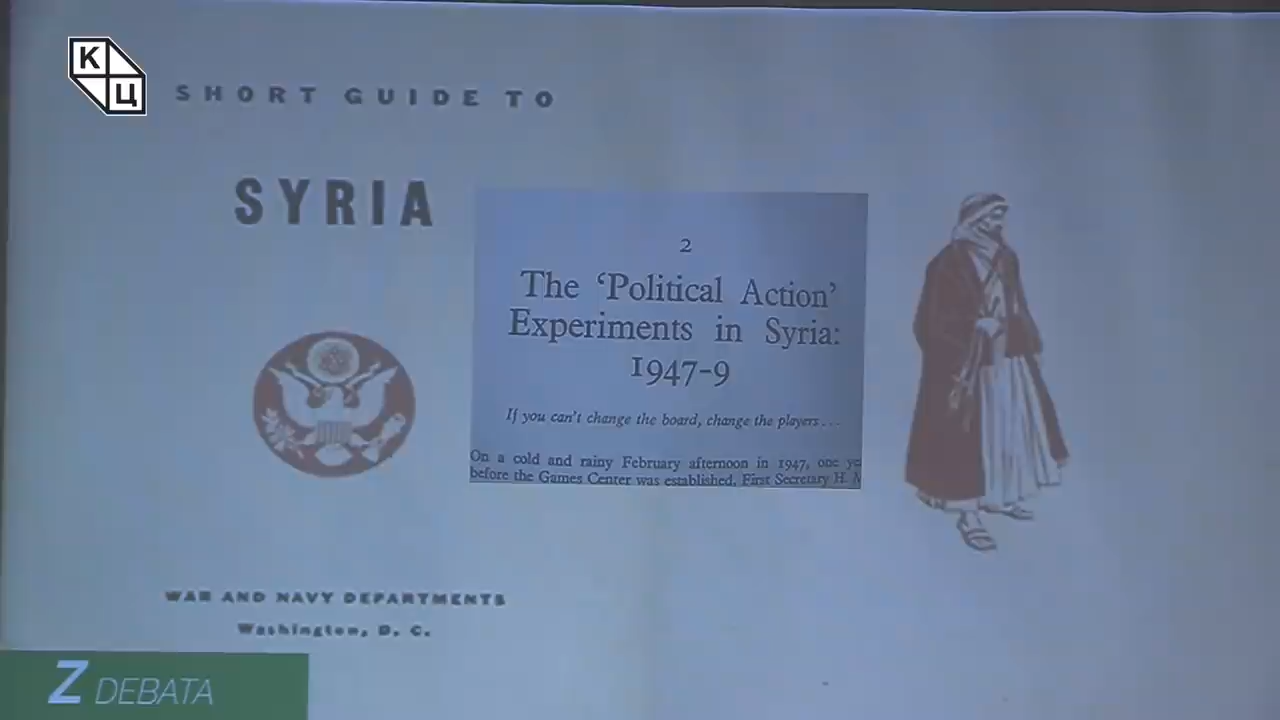 К
Ц
SHORT GUIDE TO
SYRIA
2
The ‘Political Action’
Experiments in Syria:
1947-9
If you can't change the board, change the players...
On a cold and rainy February afternoon in 1947, one
before the Games Center was established, First Secretary H.
WAR AND NAVY DEPARTMENTS
Washington, D. C.
Z DEBATA